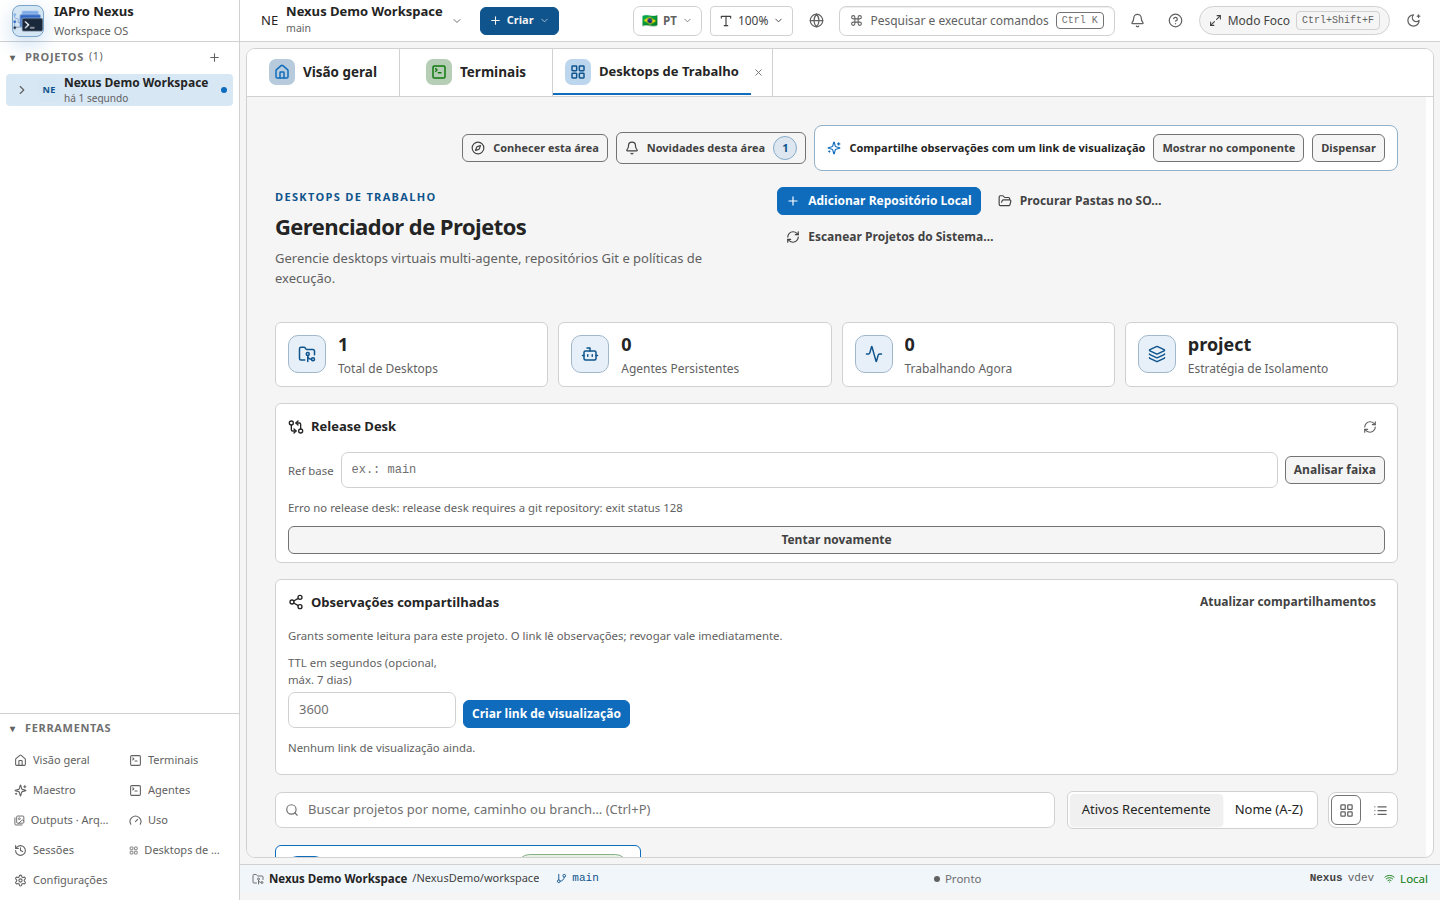 IAPro Nexus
Workspace OS
PROJETOS (1)
NE
Nexus Demo Workspace
há 1 segundo
FERRAMENTAS
Visão geral
Terminais
Maestro
Agentes
Outputs · Arq...
Uso
Sessões
Desktops de ...
Configurações
NE
Nexus Demo Workspace
main
Criar
PT
100%
Pesquisar e executar comandos Ctrl K
Modo Foco Ctrl+Shift+F
Visão geral
Terminais
Desktops de Trabalho
Conhecer esta área
Novidades desta área 1
Compartilhe observações com um link de visualização
Mostrar no componente
Dispensar
DESKTOPS DE TRABALHO
Gerenciador de Projetos
Gerencie desktops virtuais multi-agente, repositórios Git e políticas de
execução.
Adicionar Repositório Local
Procurar Pastas no SO...
Escanear Projetos do Sistema...
1
Total de Desktops
0
Agentes Persistentes
0
Trabalhando Agora
project
Estratégia de Isolamento
Release Desk
Ref base
ex.: main
Analisar faixa
Erro no release desk: release desk requires a git repository: exit status 128
Tentar novamente
Observações compartilhadas
Atualizar compartilhamentos
Grants somente leitura para este projeto. O link lê observações; revogar vale imediatamente.
TTL em segundos (opcional,
máx. 7 dias)
3600
Criar link de visualização
Nenhum link de visualização ainda.
Buscar projetos por nome, caminho ou branch... (Ctrl+P)
Ativos Recentemente
Nome (A-Z)
Nexus Demo Workspace /NexusDemo/workspace
main
Pronto
Nexus vdev
Local